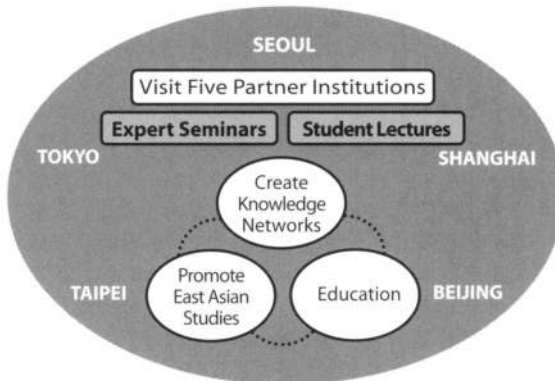 SEOUL
Visit Five Partner Institutions
Expert Seminars
Student Lectures
TOKYO
SHANGHAI
Create
Knowledge
Networks
TAIPEI
Promote
East Asian
Studies
Education
BEIJING